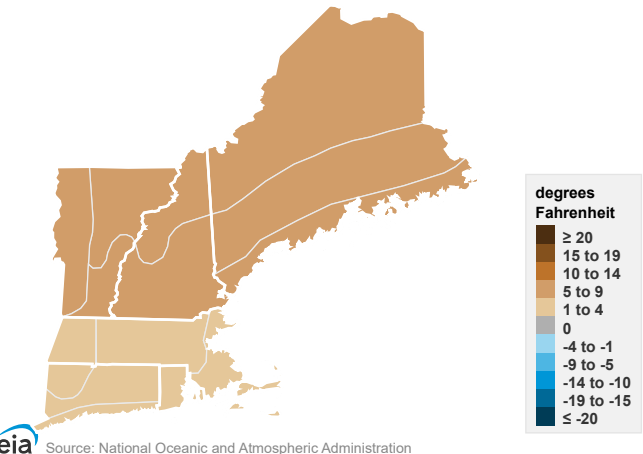 degrees
Fahrenheit
≥ 20
15 to 19
10 to 14
5 to 9
1 to 4
0
-4 to -1
-9 to -5
-14 to -10
-19 to -15
≤ -20
eia
Source: National Oceanic and Atmospheric Administration